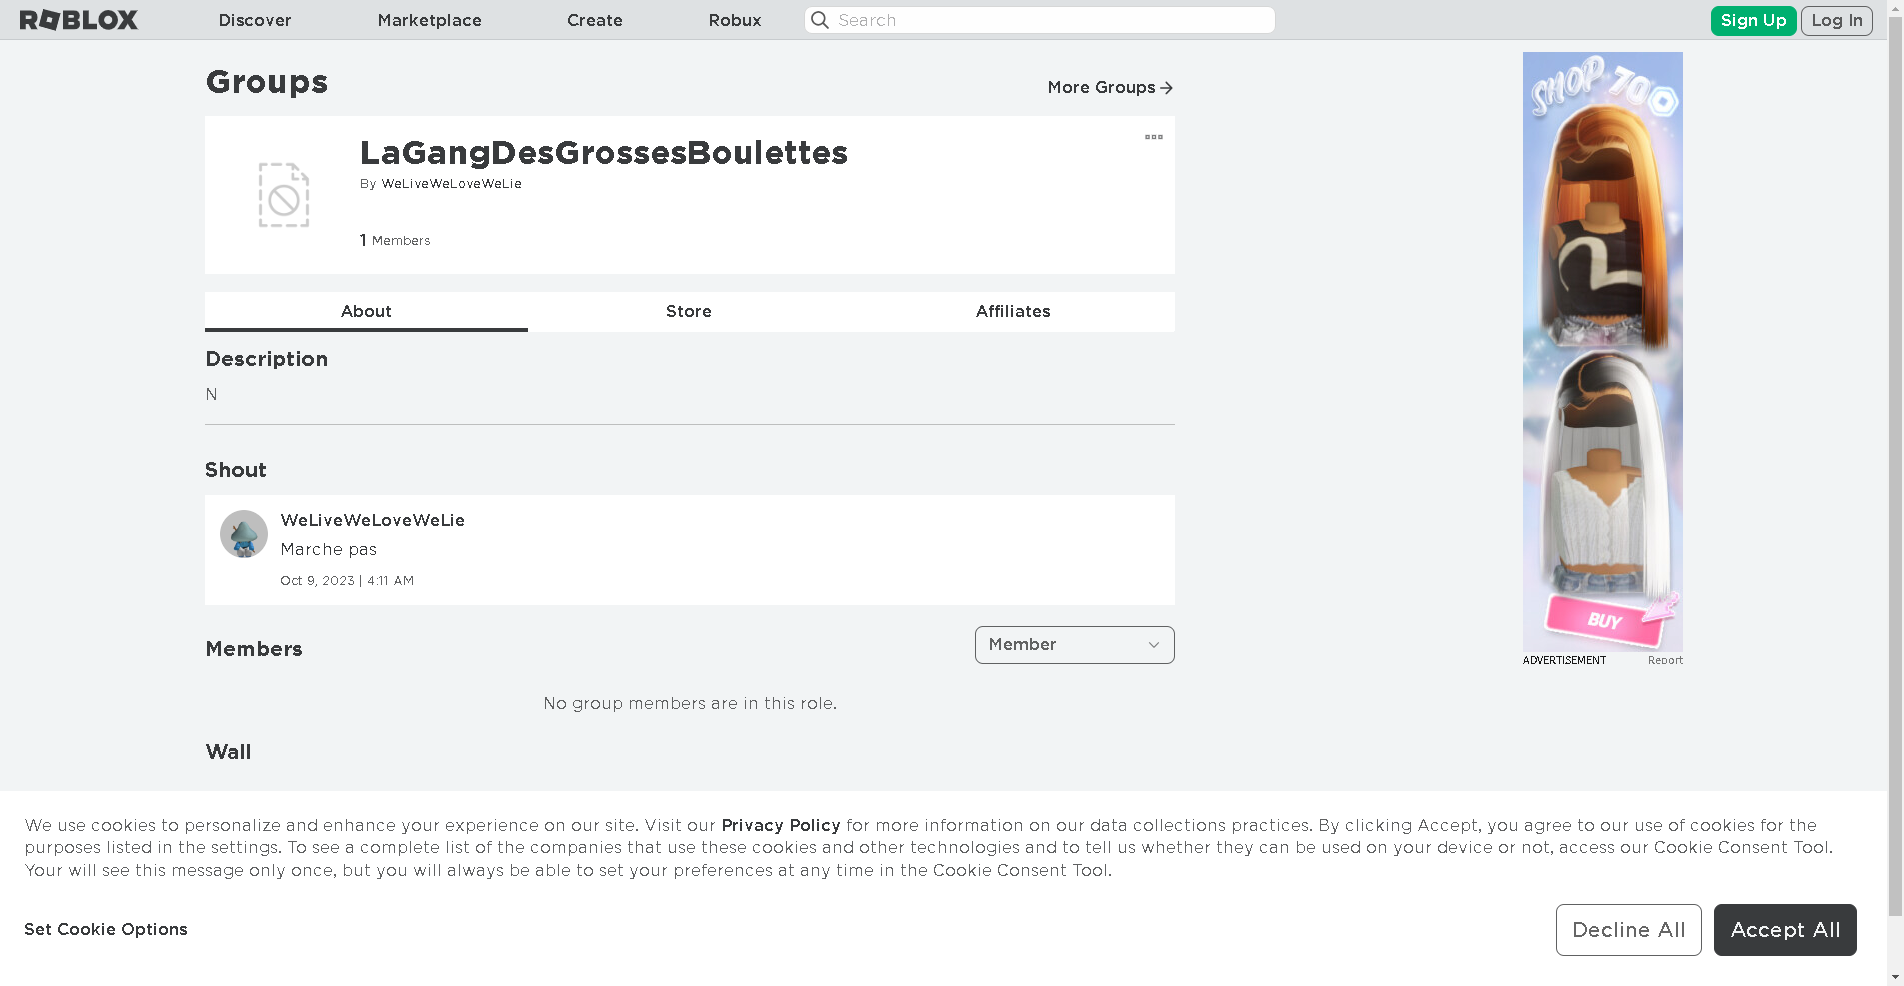 ROBLOX Discover Marketplace Create Robux Search Sign Up Log In
Groups
More Groups
LaGangDesGrossesBoulettes
By WeLiveWeLoveWeLie
1 Members
About Store Affiliates
Description
N
Shout
WeLiveWeLoveWeLie
Marche pas
Oct 9, 2023 | 4:11 AM
Members
Member
No group members are in this role.
Wall
SHOP 70
BUY
ADVERTISEMENT Report
We use cookies to personalize and enhance your experience on our site. Visit our Privacy Policy for more information on our data collections practices. By clicking Accept, you agree to our use of cookies for the
purposes listed in the settings. To see a complete list of the companies that use these cookies and other technologies and to tell us whether they can be used on your device or not, access our Cookie Consent Tool.
Your will see this message only once, but you will always be able to set your preferences at any time in the Cookie Consent Tool.
Set Cookie Options
Decline All Accept All